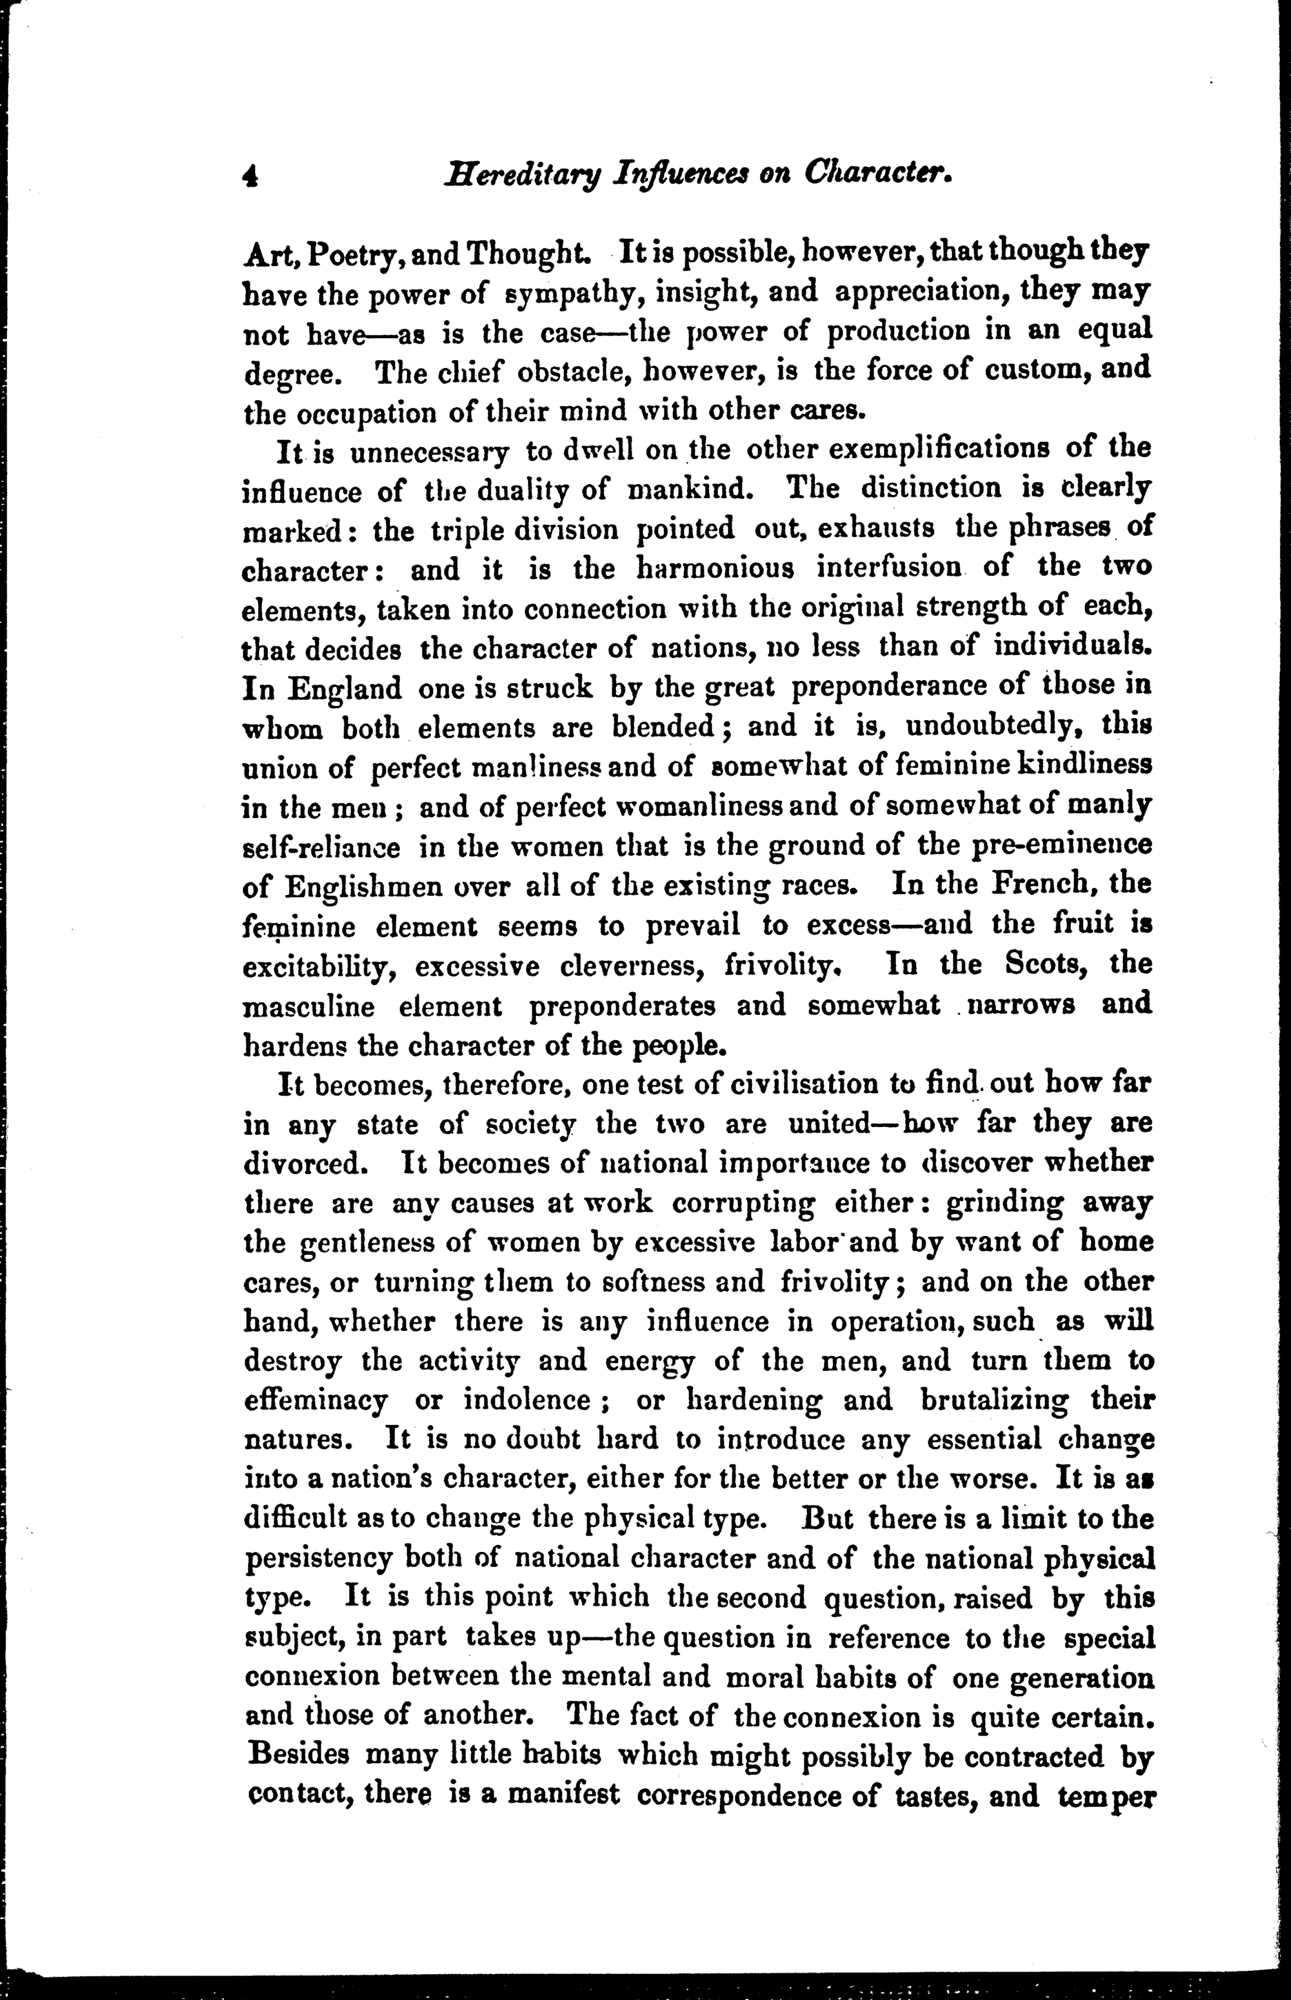 4 Hereditary Influences on Character.
Art, Poetry, and Thought. It is possible, however, that though they
have the power of sympathy, insight, and appreciation, they may
not have—as is the case—the power of production in an equal
degree. The chief obstacle, however, is the force of custom, and
the occupation of their mind with other cares.
It is unnecessary to dwell on the other exemplifications of the
influence of the duality of mankind. The distinction is clearly
marked: the triple division pointed out, exhausts the phrases of
character: and it is the harmonious interfusion of the two
elements, taken into connection with the original strength of each,
that decides the character of nations, no less than of individuals.
In England one is struck by the great preponderance of those in
whom both elements are blended; and it is, undoubtedly, this
union of perfect manliness and of somewhat of feminine kindliness
in the men; and of perfect womanliness and of somewhat of manly
self-reliance in the women that is the ground of the pre-eminence
of Englishmen over all of the existing races. In the French, the
feminine element seems to prevail to excess—and the fruit is
excitability, excessive cleverness, frivolity. In the Scots, the
masculine element preponderates and somewhat narrows and
hardens the character of the people.
It becomes, therefore, one test of civilisation to find out how far
in any state of society the two are united—how far they are
divorced. It becomes of national importance to discover whether
there are any causes at work corrupting either: grinding away
the gentleness of women by excessive labor and by want of home
cares, or turning them to softness and frivolity; and on the other
hand, whether there is any influence in operation, such as will
destroy the activity and energy of the men, and turn them to
effeminacy or indolence; or hardening and brutalizing their
natures. It is no doubt hard to introduce any essential change
into a nation's character, either for the better or the worse. It is as
difficult as to change the physical type. But there is a limit to the
persistency both of national character and of the national physical
type. It is this point which the second question, raised by this
subject, in part takes up—the question in reference to the special
connexion between the mental and moral habits of one generation
and those of another. The fact of the connexion is quite certain.
Besides many little habits which might possibly be contracted by
contact, there is a manifest correspondence of tastes, and temper